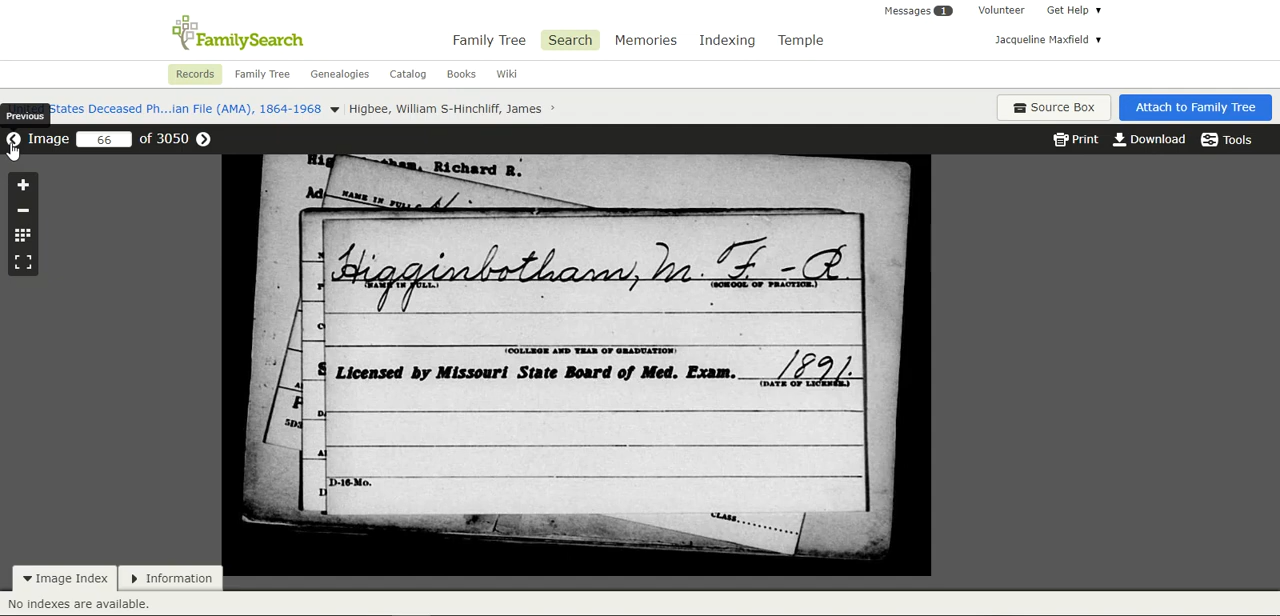 Messages 1 Volunteer Get Help ▼
FamilySearch
Family Tree Search Memories Indexing Temple
Jacqueline Maxfield ▼
Records Family Tree Genealogies Catalog Books Wiki
States Deceased Ph...ian File (AMA), 1864-1968 ▼ Higbee, William S-Hinchliff, James ›
Source Box
Attach to Family Tree
Previous
Image 66 of 3050
Print Download Tools
Richard R.
Ad
NAME IN FULL
Higginbotham, M. F. - R.
(NAME IN FULL.) (SCHOOL OF PRACTICE.)
(COLLEGE AND YEAR OF GRADUATION)
Licensed by Missouri State Board of Med. Exam. 1891.
(DATE OF LICENSE.)
D-16-Mo.
CLASS
Image Index Information
No indexes are available.